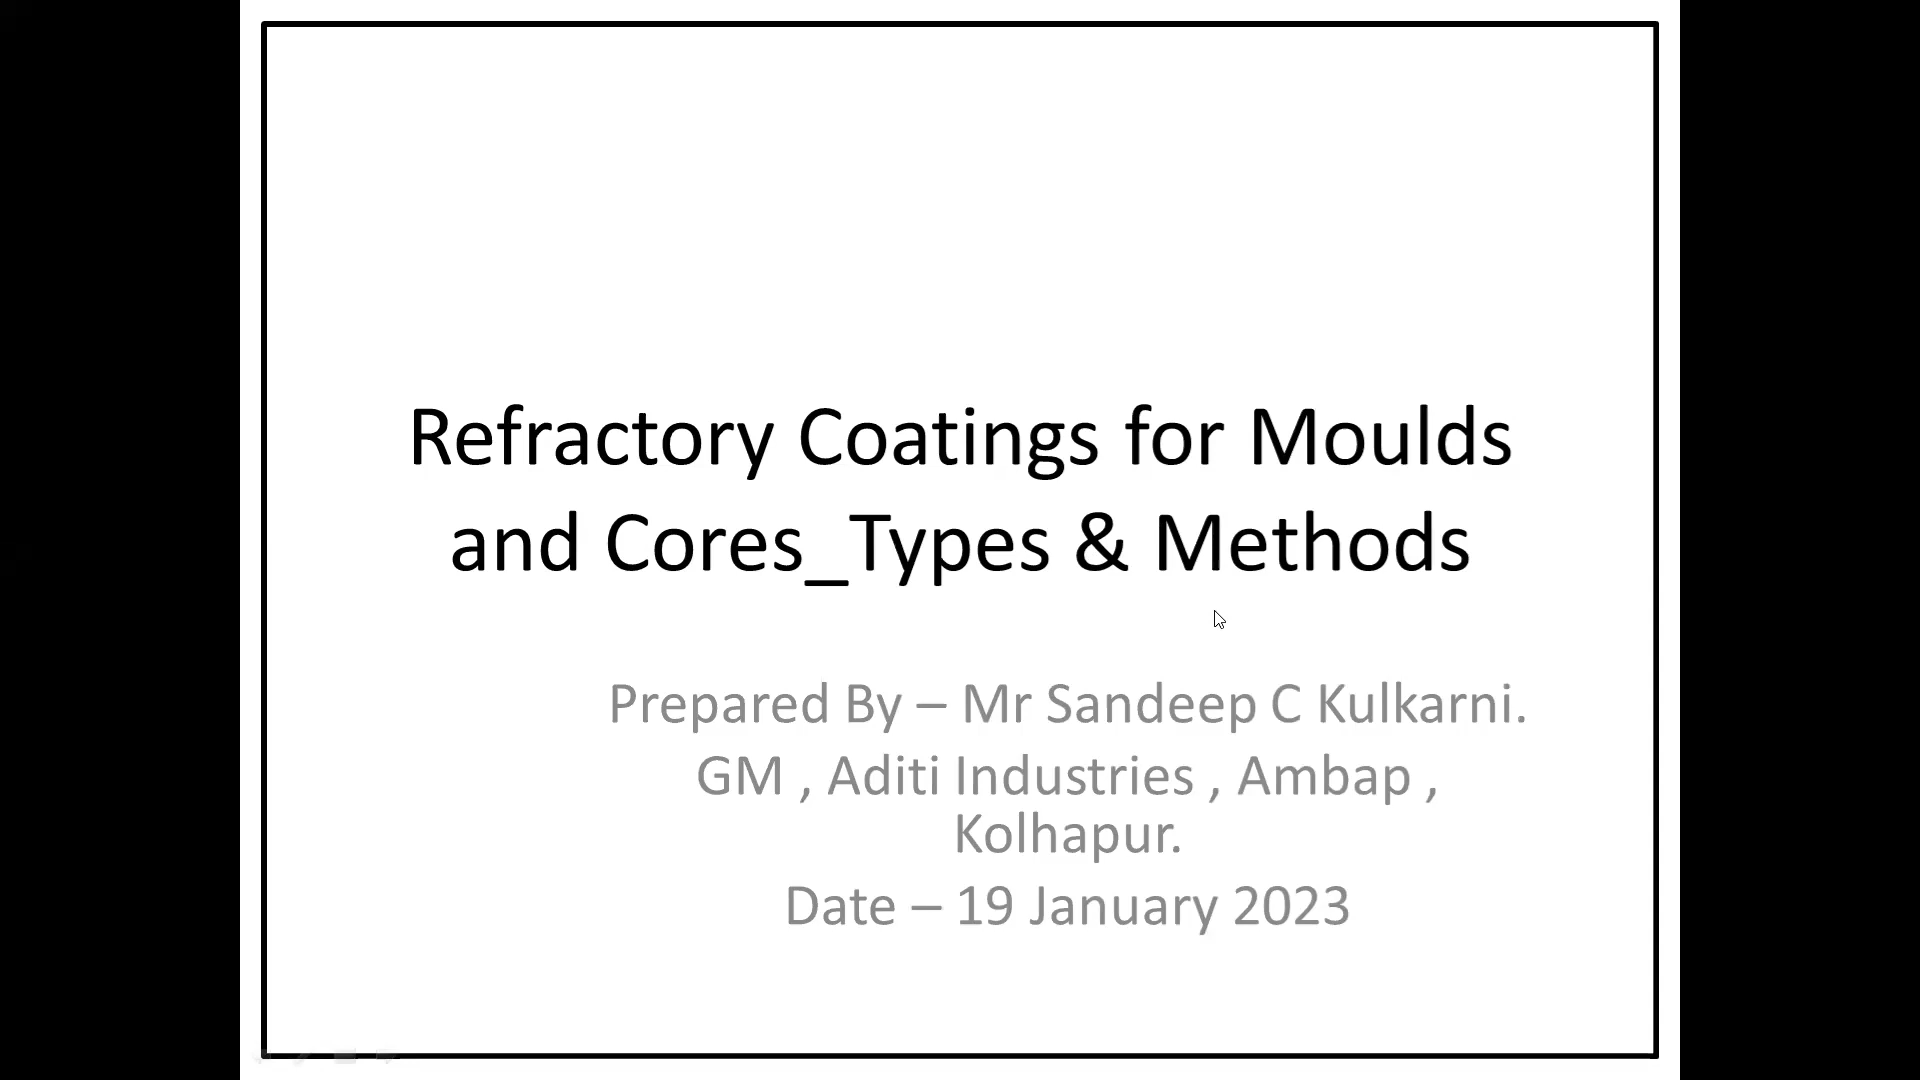 Refractory Coatings for Moulds
and Cores_Types & Methods
Prepared By – Mr Sandeep C Kulkarni.
GM , Aditi Industries , Ambap ,
Kolhapur.
Date – 19 January 2023